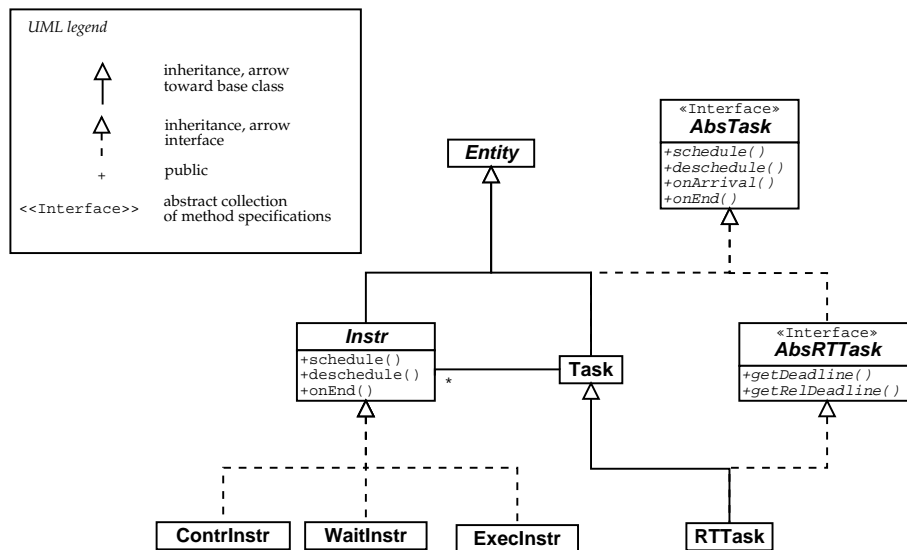 UML legend
inheritance, arrow
toward base class
inheritance, arrow
interface
+
public
<<Interface>>
abstract collection
of method specifications
Entity
«Interface»
AbsTask
+schedule()
+deschedule()
+onArrival()
+onEnd()
Instr
+schedule()
+deschedule()
+onEnd()
*
Task
«Interface»
AbsRTTask
+getDeadline()
+getRelDeadline()
ContrInstr
WaitInstr
ExecInstr
RTTask